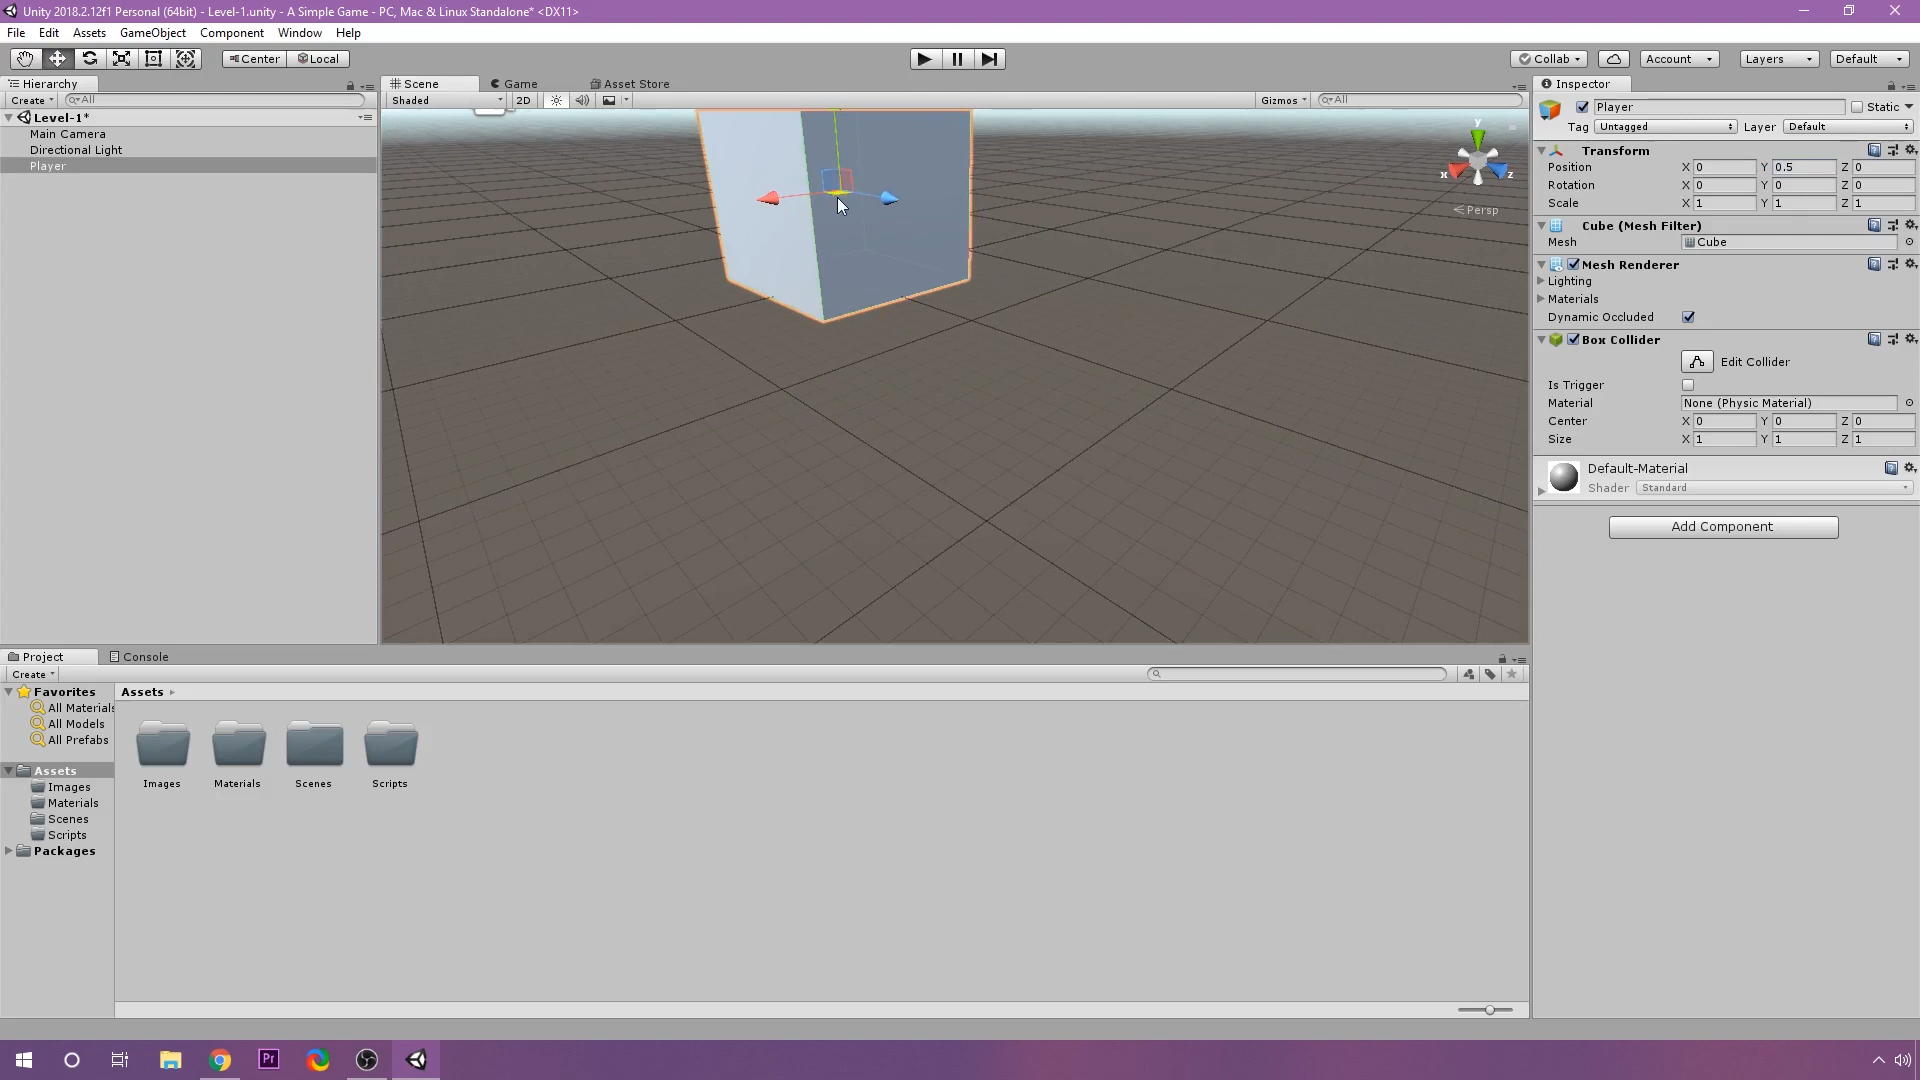 Unity 2018.2.12f1 Personal (64bit) - Level-1.unity - A Simple Game - PC, Mac & Linux Standalone* <DX11>
File Edit Assets GameObject Component Window Help
Center Local Collab Account Layers Default
Hierarchy
Create All
Level-1*
Main Camera
Directional Light
Player
Scene Game Asset Store
Shaded 2D Gizmos All
y
x z
Persp
Inspector
Player Static
Tag Untagged Layer Default
Transform
Position X 0 Y 0.5 Z 0
Rotation X 0 Y 0 Z 0
Scale X 1 Y 1 Z 1
Cube (Mesh Filter)
Mesh Cube
Mesh Renderer
Lighting
Materials
Dynamic Occluded
Box Collider
Edit Collider
Is Trigger
Material None (Physic Material)
Center X 0 Y 0 Z 0
Size X 1 Y 1 Z 1
Default-Material
Shader Standard
Add Component
Project Console
Create
Favorites
All Materials
All Models
All Prefabs
Assets
Images
Materials
Scenes
Scripts
Packages
Assets
Images Materials Scenes Scripts
Pr